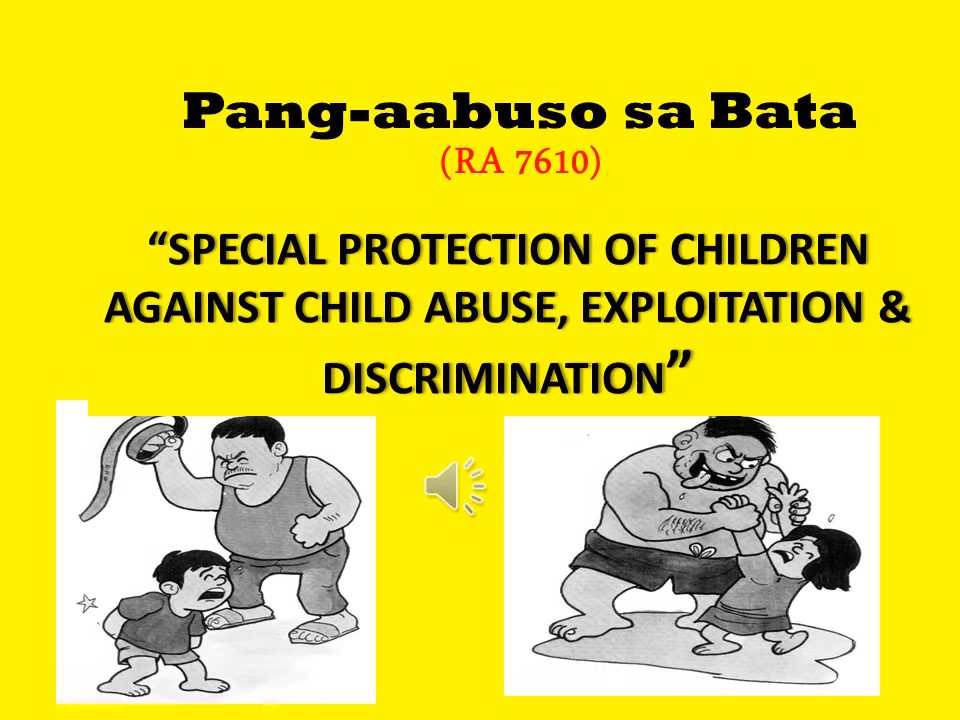 Pang-aabuso sa Bata
(RA 7610)
“SPECIAL PROTECTION OF CHILDREN
AGAINST CHILD ABUSE, EXPLOITATION &
DISCRIMINATION”